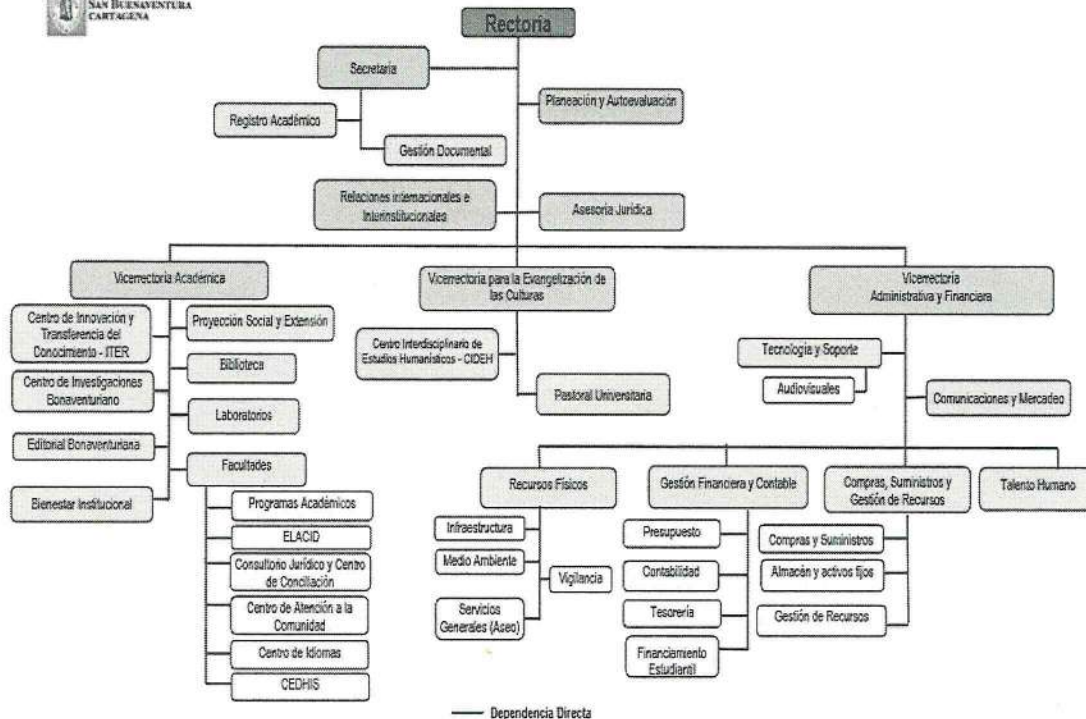 SAN BUENAVENTURA
CARTAGENA
Rectoría
Secretaría
Planeación y Autoevaluación
Registro Académico
Gestión Documental
Relaciones internacionales e
Interinstitucionales
Asesoría Jurídica
Vicerrectoría Académica
Vicerrectoría para la Evangelización de
las Culturas
Vicerrectoría
Administrativa y Financiera
Centro de Innovación y
Transferencia del
Conocimiento - ITER
Proyección Social y Extensión
Biblioteca
Centro de Investigaciones
Bonaventuriano
Laboratorios
Editorial Bonaventuriana
Facultades
Bienestar Institucional
Programas Académicos
ELACID
Consultorio Jurídico y Centro
de Conciliación
Centro de Atención a la
Comunidad
Centro de Idiomas
CEDHIS
Centro Interdisciplinario de
Estudios Humanísticos - CIDEH
Pastoral Universitaria
Tecnología y Soporte
Audiovisuales
Comunicaciones y Mercadeo
Recursos Físicos
Gestión Financiera y Contable
Compras, Suministros y
Gestión de Recursos
Talento Humano
Infraestructura
Medio Ambiente
Vigilancia
Servicios
Generales (Aseo)
Presupuesto
Contabilidad
Tesorería
Financiamiento
Estudiantil
Compras y Suministros
Almacén y activos fijos
Gestión de Recursos
Dependencia Directa